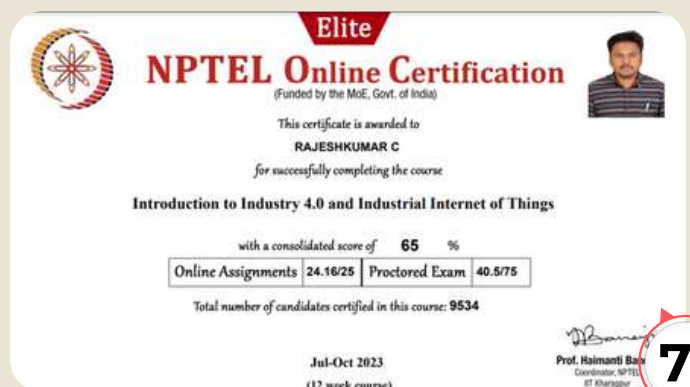 Elite
NPTEL Online Certification
(Funded by the MoE, Govt. of India)
This certificate is awarded to
RAJESHKUMAR C
for successfully completing the course
Introduction to Industry 4.0 and Industrial Internet of Things
with a consolidated score of 65 %
Online Assignments 24.16/25 Proctored Exam 40.5/75
Total number of candidates certified in this course: 9534
Jul-Oct 2023
(12 week course)
Prof. Haimanti
Coordinator, NPTEL
IIT Kharagpur
7